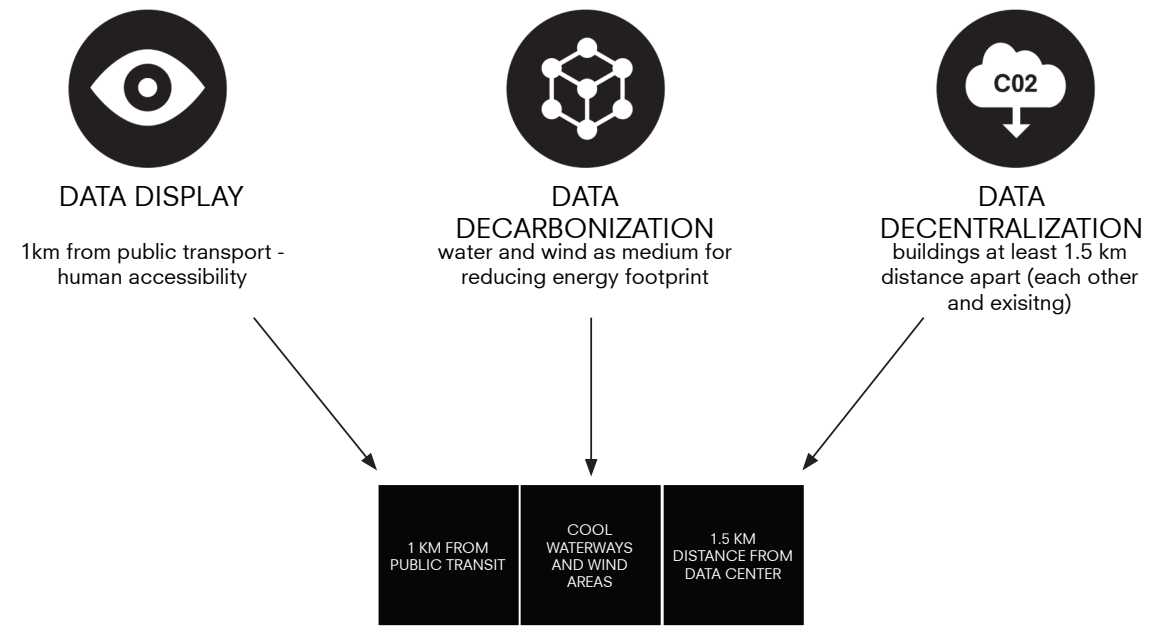 C02
DATA DISPLAY
1km from public transport -
human accessibility
DATA
DECARBONIZATION
water and wind as medium for
reducing energy footprint
DATA
DECENTRALIZATION
buildings at least 1.5 km
distance apart (each other
and exisitng)
1 KM FROM
PUBLIC TRANSIT
COOL
WATERWAYS
AND WIND
AREAS
1.5 KM
DISTANCE FROM
DATA CENTER